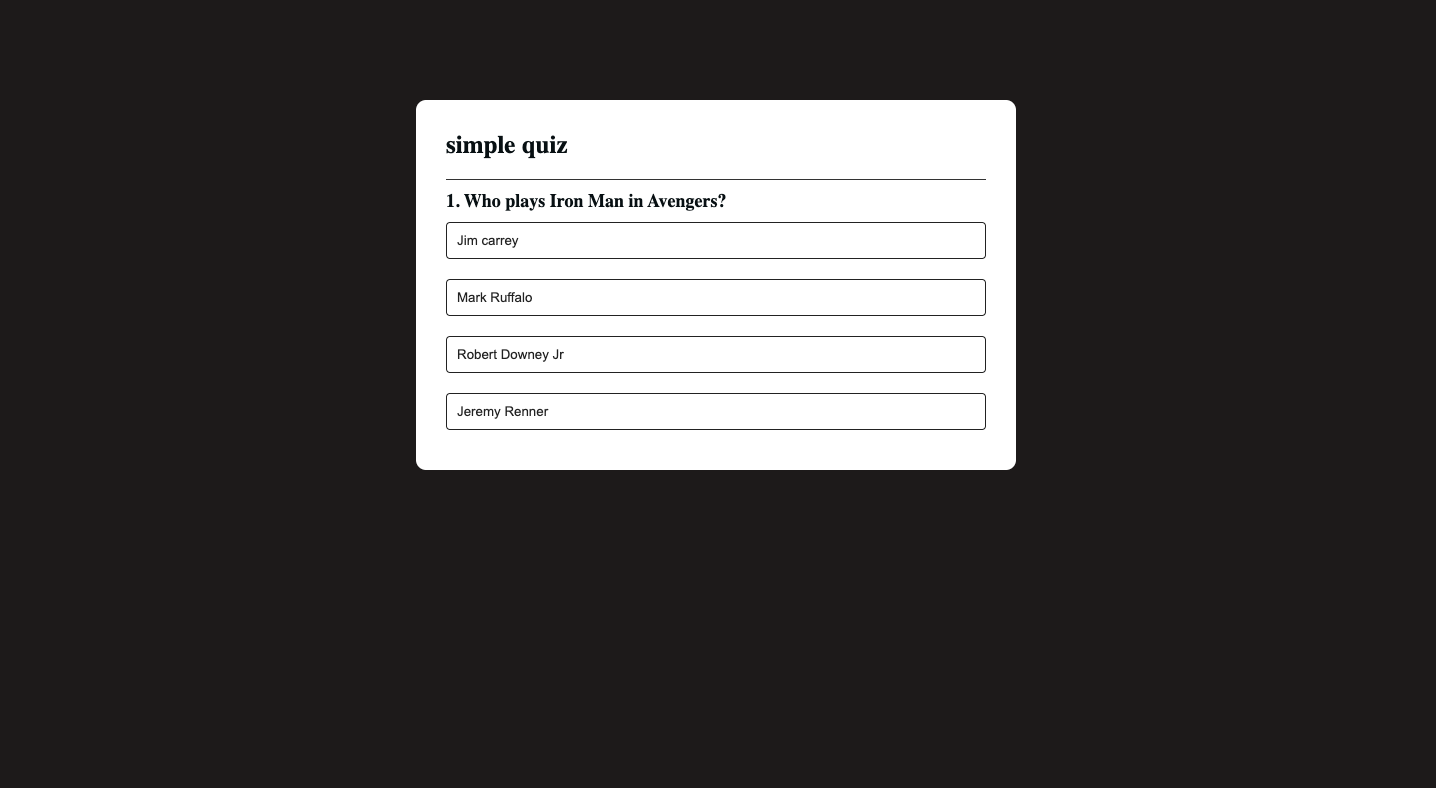 simple quiz
1. Who plays Iron Man in Avengers?
Jim carrey
Mark Ruffalo
Robert Downey Jr
Jeremy Renner